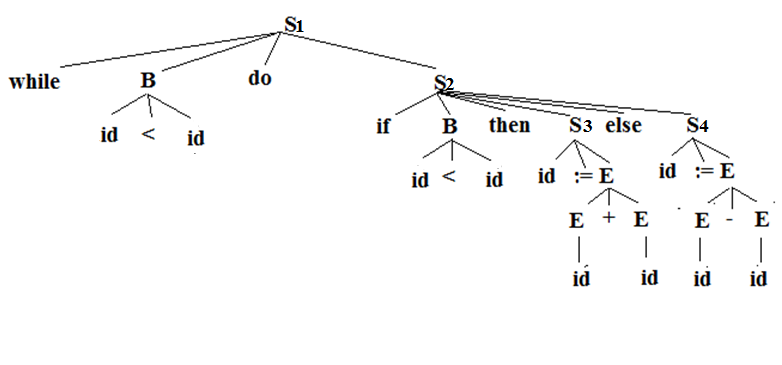 S1
while B do S2
id < id
if B then S3 else S4
id < id id := E id := E
E + E E - E
id id id id